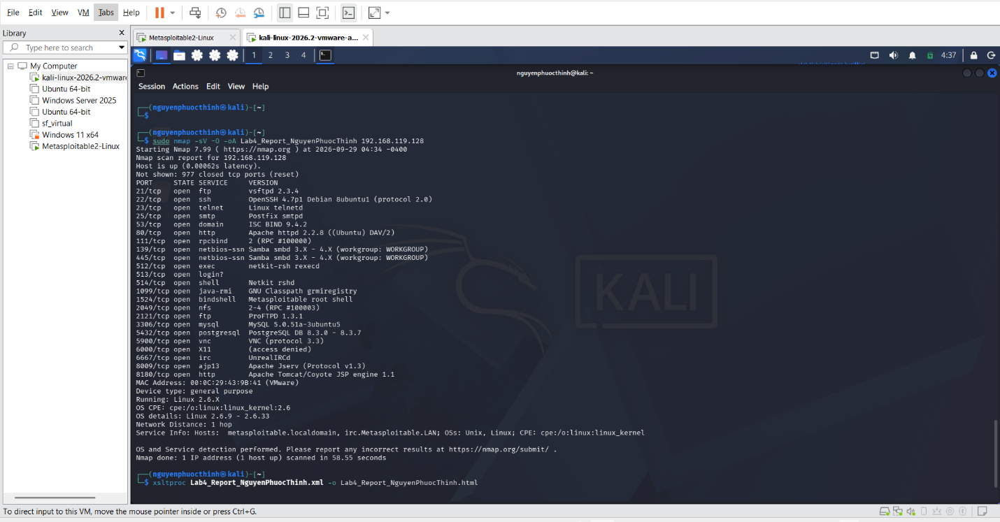 File Edit View VM Tabs Help
Library
Type here to search
My Computer
kali-linux-2026.2-vmware
Ubuntu 64-bit
Windows Server 2025
Ubuntu 64-bit
sf_virtual
Windows 11 x64
Metasploitable2-Linux
Metasploitable2-Linux kali-linux-2026.2-vmware-a...
1 2 3 4 4:37
nguyenphuocthinh@kali: ~
Session Actions Edit View Help
┌──(nguyenphuocthinh㉿kali)-[~]
└─$
┌──(nguyenphuocthinh㉿kali)-[~]
└─$ sudo nmap -sV -O -oA Lab4_Report_NguyenPhuocThinh 192.168.119.128
Starting Nmap 7.99 ( https://nmap.org ) at 2026-09-29 04:34 -0400
Nmap scan report for 192.168.119.128
Host is up (0.00062s latency).
Not shown: 977 closed tcp ports (reset)
PORT     STATE SERVICE     VERSION
21/tcp   open  ftp         vsftpd 2.3.4
22/tcp   open  ssh         OpenSSH 4.7p1 Debian 8ubuntu1 (protocol 2.0)
23/tcp   open  telnet      Linux telnetd
25/tcp   open  smtp        Postfix smtpd
53/tcp   open  domain      ISC BIND 9.4.2
80/tcp   open  http        Apache httpd 2.2.8 ((Ubuntu) DAV/2)
111/tcp  open  rpcbind     2 (RPC #100000)
139/tcp  open  netbios-ssn Samba smbd 3.X - 4.X (workgroup: WORKGROUP)
445/tcp  open  netbios-ssn Samba smbd 3.X - 4.X (workgroup: WORKGROUP)
512/tcp  open  exec        netkit-rsh rexecd
513/tcp  open  login?
514/tcp  open  shell       Netkit rshd
1099/tcp open  java-rmi    GNU Classpath grmiregistry
1524/tcp open  bindshell   Metasploitable root shell
2049/tcp open  nfs         2-4 (RPC #100003)
2121/tcp open  ftp         ProFTPD 1.3.1
3306/tcp open  mysql       MySQL 5.0.51a-3ubuntu5
5432/tcp open  postgresql  PostgreSQL DB 8.3.0 - 8.3.7
5900/tcp open  vnc         VNC (protocol 3.3)
6000/tcp open  X11         (access denied)
6667/tcp open  irc         UnrealIRCd
8009/tcp open  ajp13       Apache Jserv (Protocol v1.3)
8180/tcp open  http        Apache Tomcat/Coyote JSP engine 1.1
MAC Address: 00:0C:29:43:9B:41 (VMware)
Device type: general purpose
Running: Linux 2.6.X
OS CPE: cpe:/o:linux:linux_kernel:2.6
OS details: Linux 2.6.9 - 2.6.33
Network Distance: 1 hop
Service Info: Hosts:  metasploitable.localdomain, irc.Metasploitable.LAN; OSs: Unix, Linux; CPE: cpe:/o:linux:linux_kernel
OS and Service detection performed. Please report any incorrect results at https://nmap.org/submit/ .
Nmap done: 1 IP address (1 host up) scanned in 58.55 seconds
┌──(nguyenphuocthinh㉿kali)-[~]
└─$ xsltproc Lab4_Report_NguyenPhuocThinh.xml -o Lab4_Report_NguyenPhuocThinh.html
KALI
To direct input to this VM, move the mouse pointer inside or press Ctrl+G.